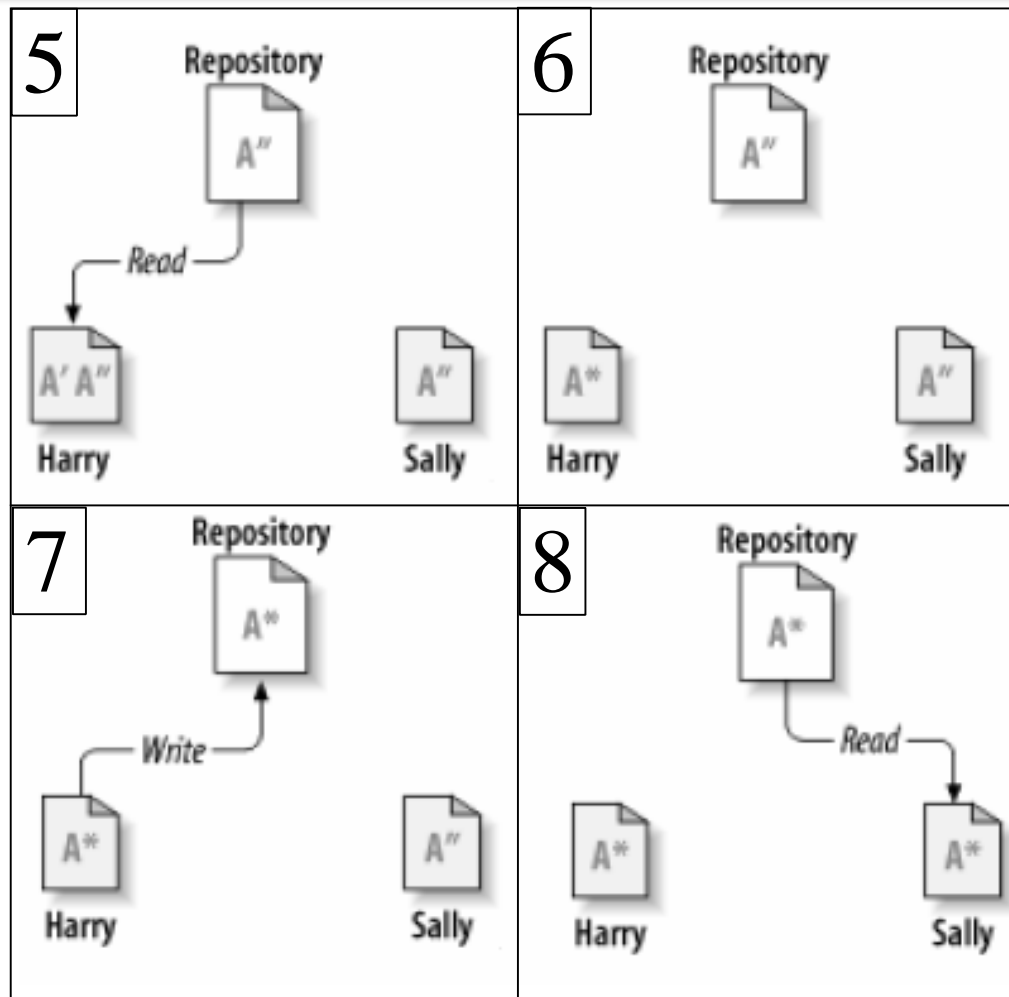 5
Repository
A″
Read
A′ A″
Harry
A″
Sally
6
Repository
A″
A*
Harry
A″
Sally
7
Repository
A*
Write
A*
Harry
A″
Sally
8
Repository
A*
Read
A*
Harry
A*
Sally